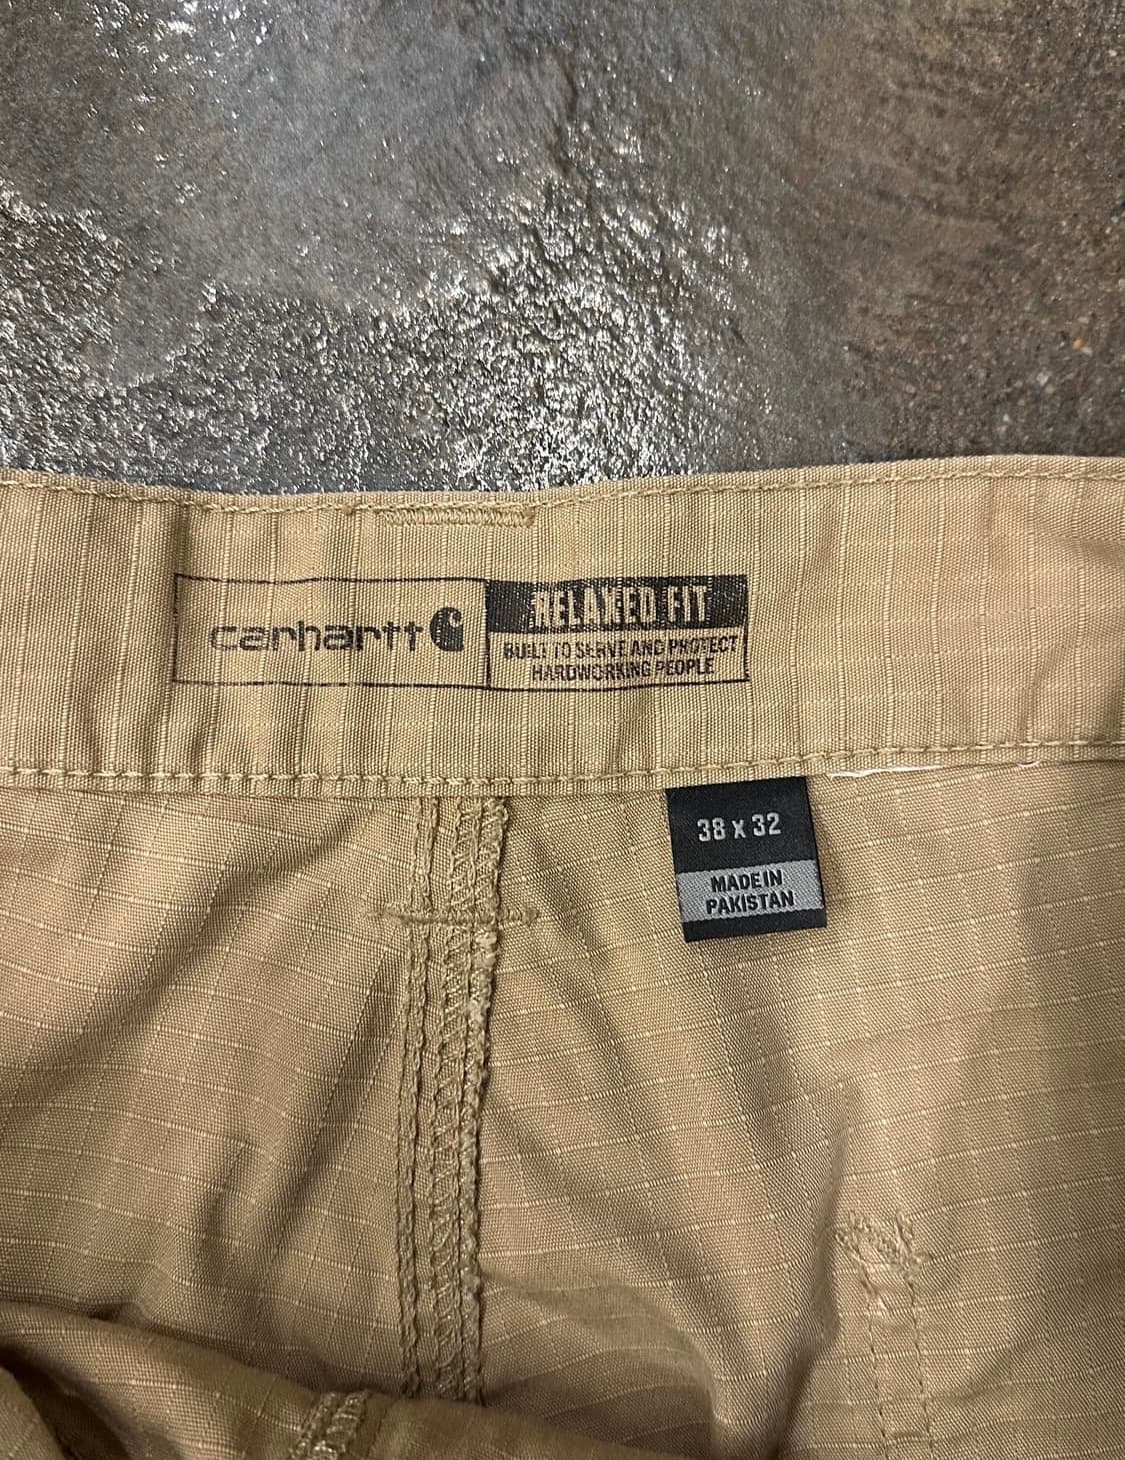 carhartt
RELAXED FIT
BUILT TO SERVE AND PROTECT
HARDWORKING PEOPLE
38 x 32
MADE IN
PAKISTAN